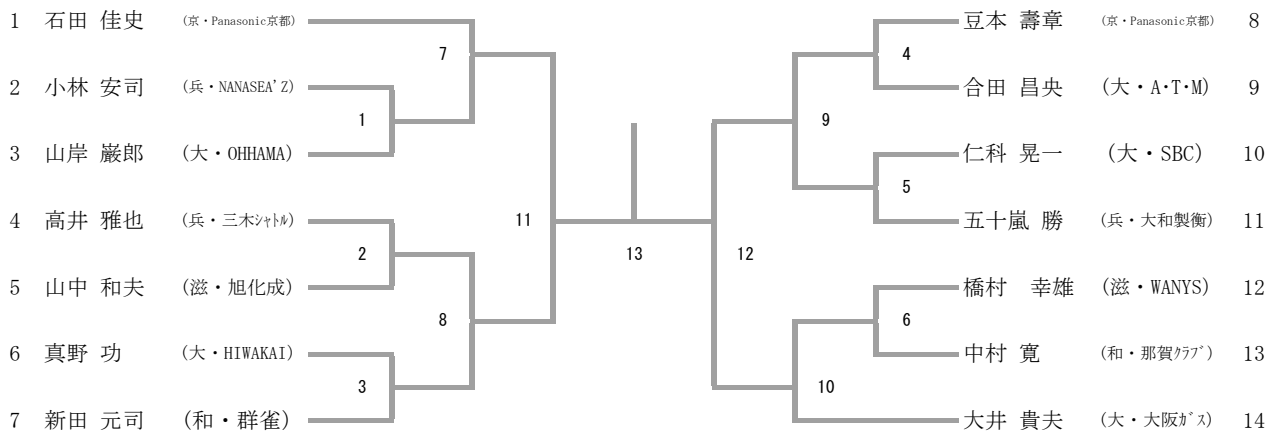 1 石田 佳史 (京・Panasonic京都)
2 小林 安司 (兵・NANASEA'Z)
3 山岸 巌郎 (大・OHHAMA)
4 高井 雅也 (兵・三木ｼｬﾄﾙ)
5 山中 和夫 (滋・旭化成)
6 真野 功 (大・HIWAKAI)
7 新田 元司 (和・群雀)
7
1
2
8
3
11
13
12
4
9
5
6
10
豆本 壽章 (京・Panasonic京都) 8
合田 昌央 (大・A･T･M) 9
仁科 晃一 (大・SBC) 10
五十嵐 勝 (兵・大和製衡) 11
橋村 幸雄 (滋・WANYS) 12
中村 寛 (和・那賀ｸﾗﾌﾞ) 13
大井 貴夫 (大・大阪ｶﾞｽ) 14